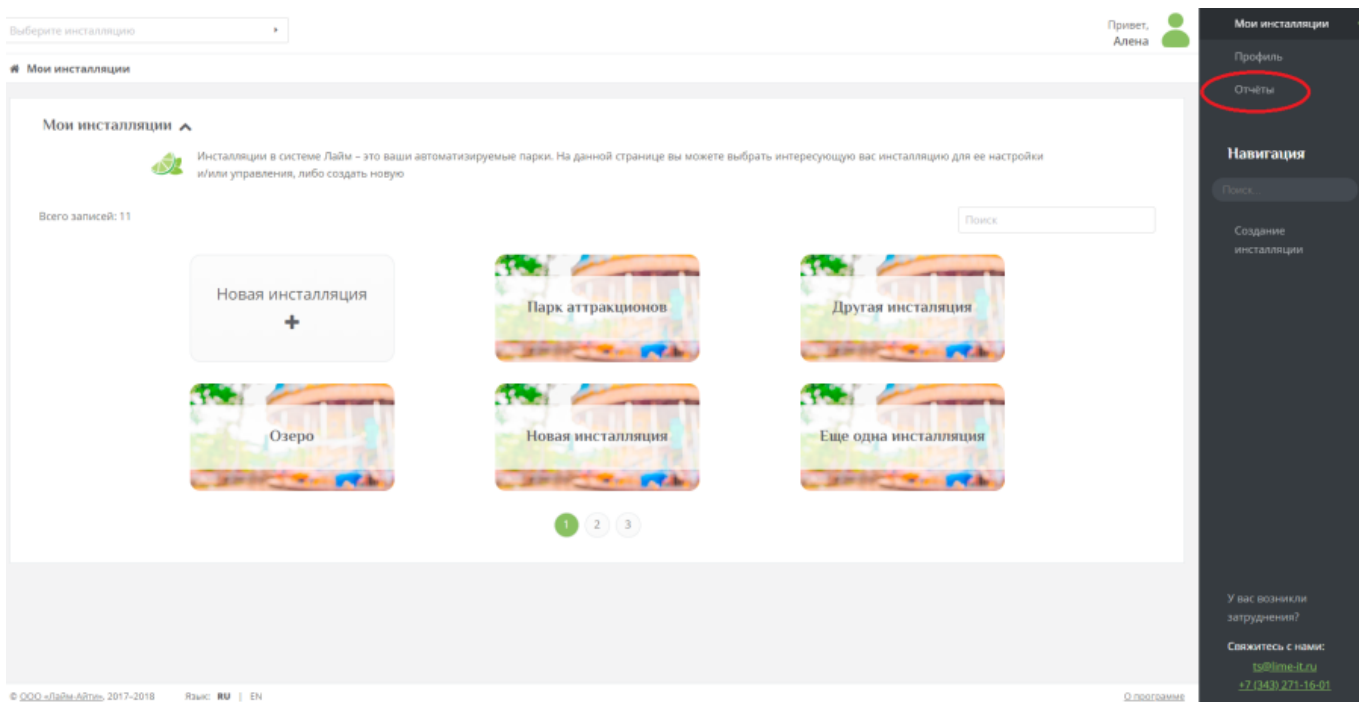 Выберите инсталляцию
Привет,
Алена
Мои инсталляции
Мои инсталляции
Инсталляции в системе Лайм – это ваши автоматизируемые парки. На данной странице вы можете выбрать интересующую вас инсталляцию для ее настройки
и/или управления, либо создать новую
Всего записей: 11
Поиск
Новая инсталляция
Парк аттракционов
Другая инсталяция
Озеро
Новая инсталляция
Еще одна инсталляция
1 2 3
© ООО «Лайм-Айти», 2017–2018 Язык: RU | EN
О программе
Мои инсталляции
Профиль
Отчёты
Навигация
Поиск...
Создание
инсталляции
У вас возникли
затруднения?
Свяжитесь с нами:
ts@lime-it.ru
+7 (343) 271-16-01